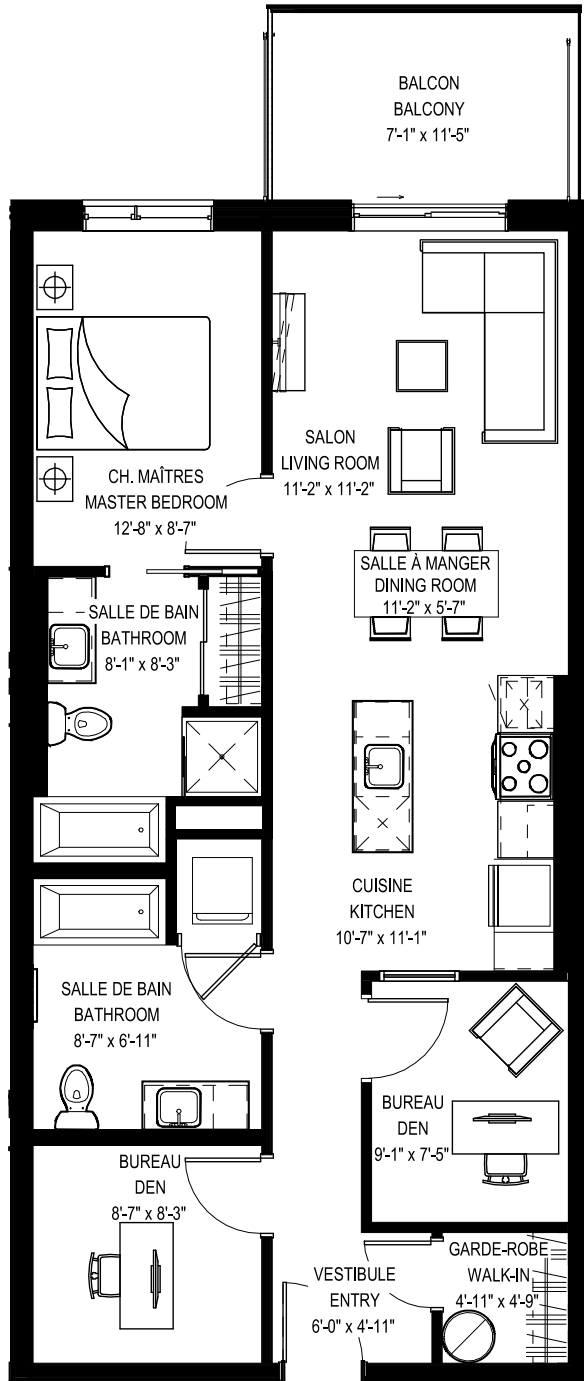 BALCON
BALCONY
7'-1" x 11'-5"
SALON
LIVING ROOM
11'-2" x 11'-2"
CH. MAÎTRES
MASTER BEDROOM
12'-8" x 8'-7"
SALLE À MANGER
DINING ROOM
11'-2" x 5'-7"
SALLE DE BAIN
BATHROOM
8'-1" x 8'-3"
CUISINE
KITCHEN
10'-7" x 11'-1"
SALLE DE BAIN
BATHROOM
8'-7" x 6'-11"
BUREAU
DEN
9'-1" x 7'-5"
BUREAU
DEN
8'-7" x 8'-3"
VESTIBULE
ENTRY
6'-0" x 4'-11"
GARDE-ROBE
WALK-IN
4'-11" x 4'-9"